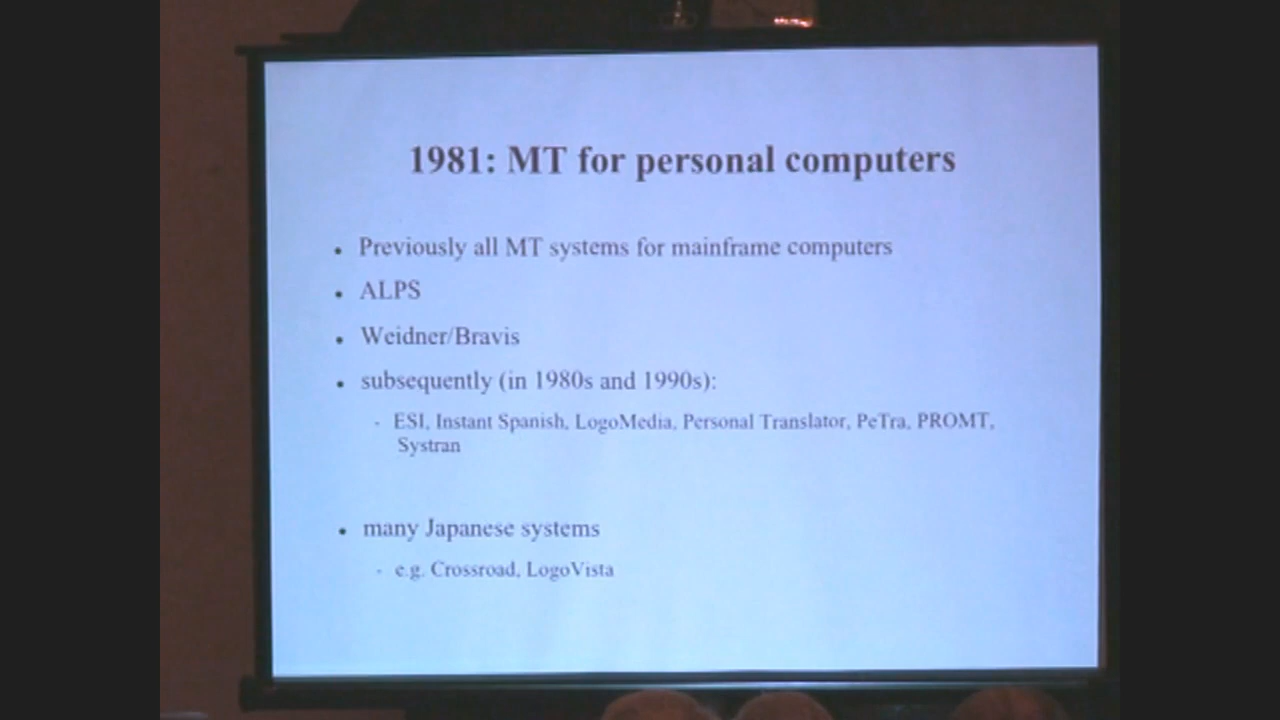 1981: MT for personal computers
• Previously all MT systems for mainframe computers
• ALPS
• Weidner/Bravis
• subsequently (in 1980s and 1990s):
- ESI, Instant Spanish, LogoMedia, Personal Translator, PeTra, PROMT,
Systran
• many Japanese systems
- e.g. Crossroad, LogoVista